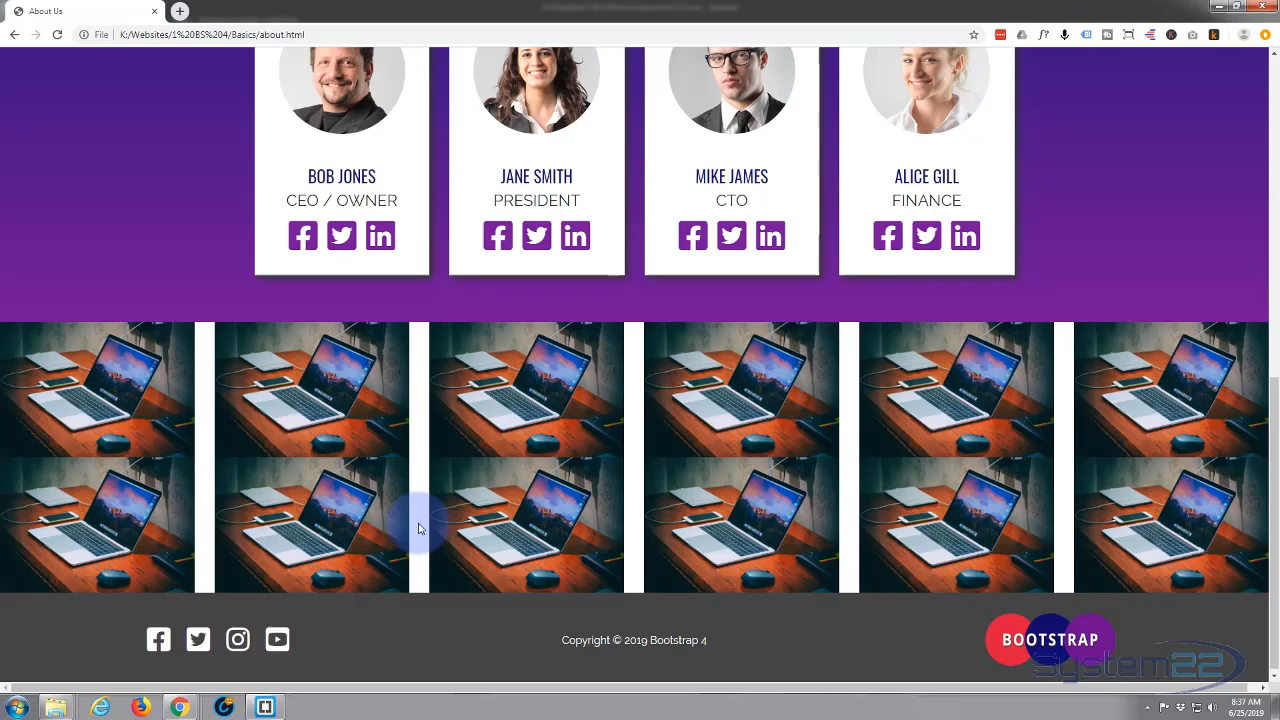 About Us
File
K:/Websites/1%20BS%204/Basics/about.html
BOB JONES
CEO / OWNER
JANE SMITH
PRESIDENT
MIKE JAMES
CTO
ALICE GILL
FINANCE
Copyright © 2019 Bootstrap 4
BOOTSTRAP
system22
8:37 AM
6/25/2019